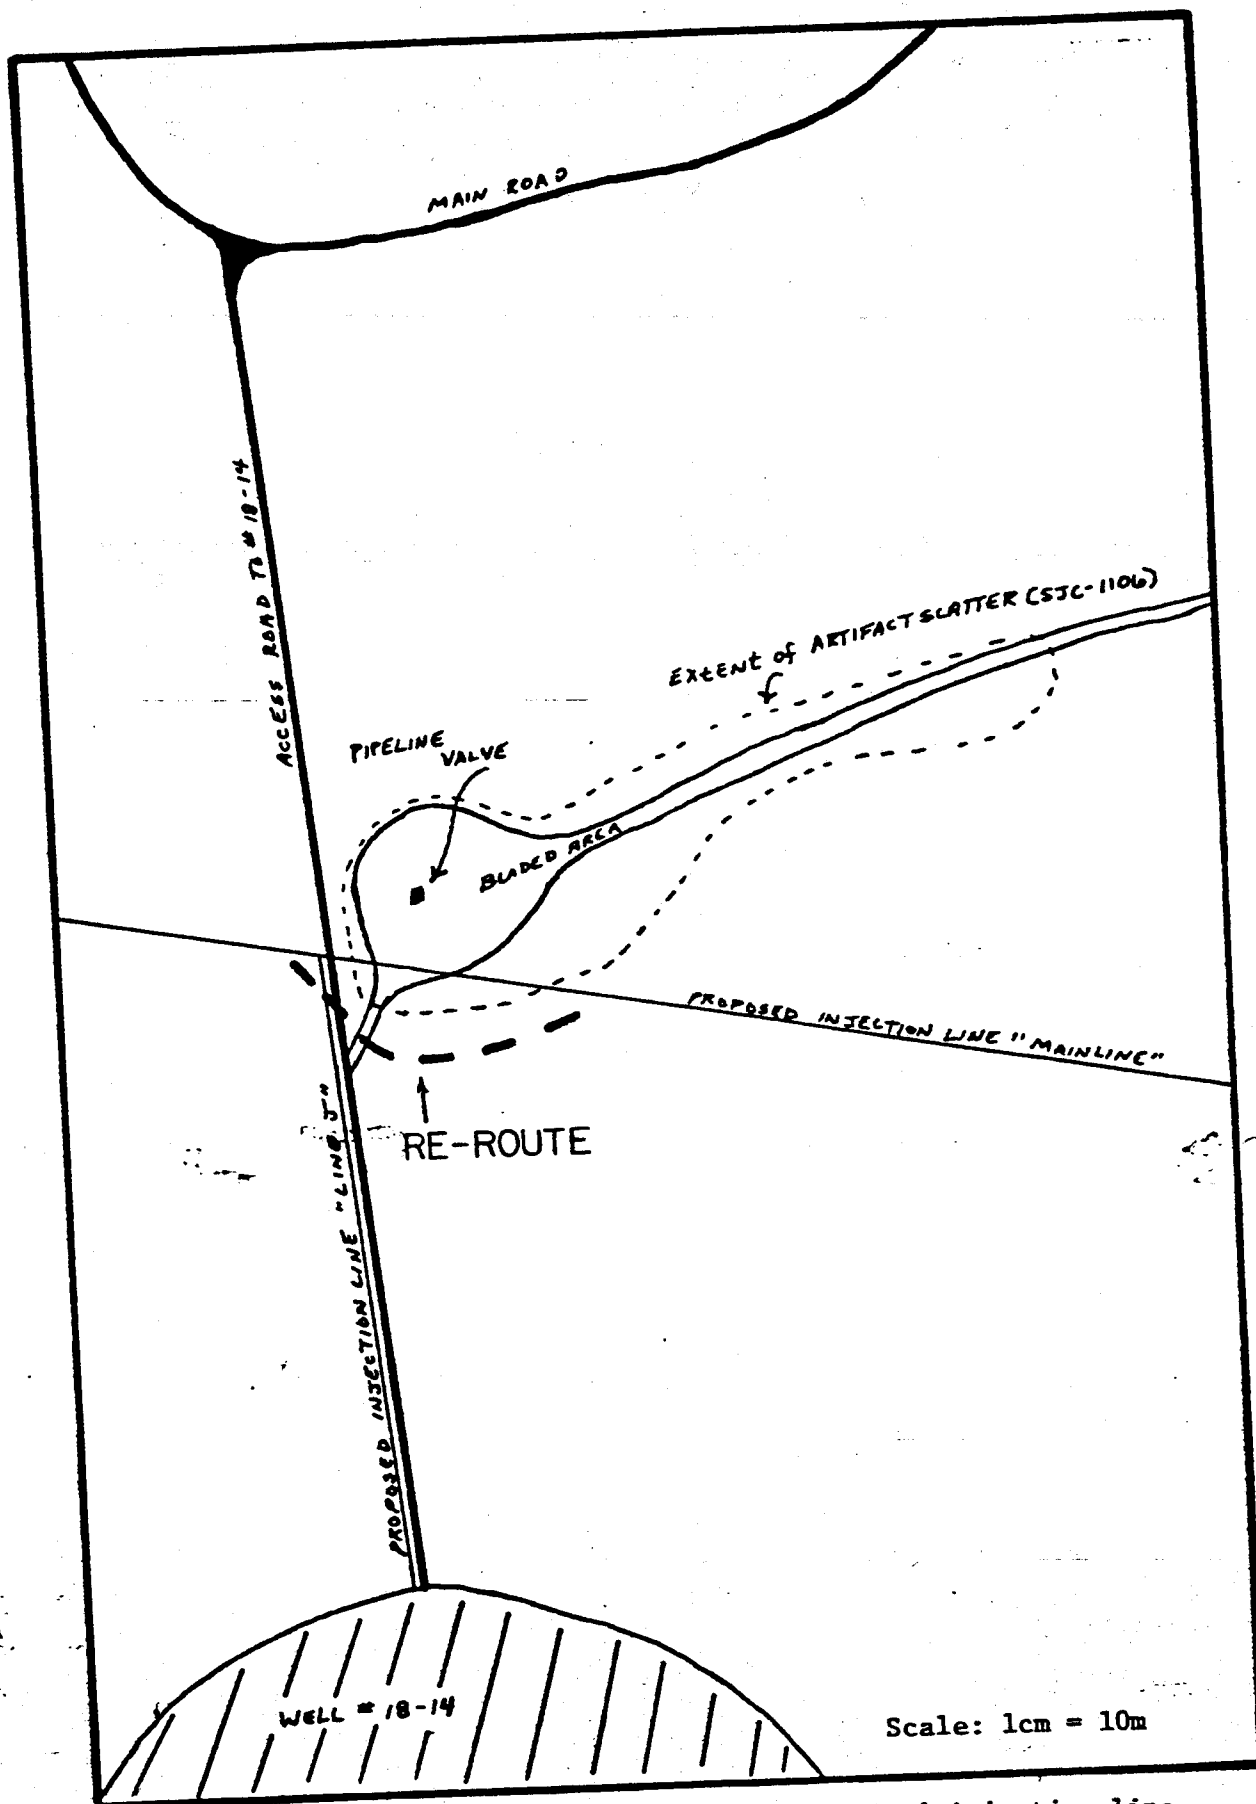 MAIN ROAD
ACCESS ROAD TO # 18-14
EXTENT of ARTIFACT SCATTER (SJC-1106)
PIPELINE
VALVE
BLADED AREA
PROPOSED INJECTION LINE "MAINLINE"
RE-ROUTE
PROPOSED INJECTION LINE "LINE J"
WELL # 18-14
Scale: 1cm = 10m